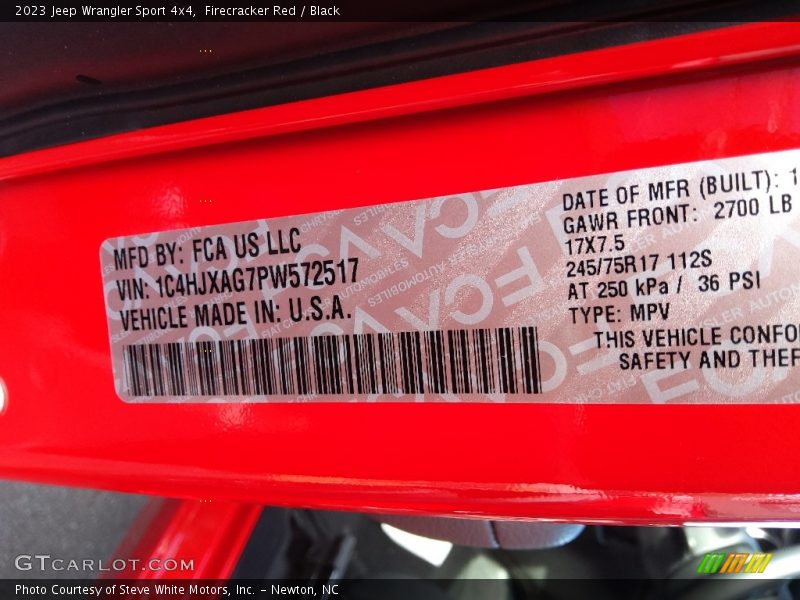 2023 Jeep Wrangler Sport 4x4,  Firecracker Red / Black
MFD BY: FCA US LLC
VIN: 1C4HJXAG7PW572517
VEHICLE MADE IN: U.S.A.
DATE OF MFR (BUILT): 1
GAWR FRONT: 2700 LB
17X7.5
245/75R17 112S
AT 250 kPa / 36 PSI
TYPE: MPV
THIS VEHICLE CONFO
SAFETY AND THEF
GTCARLOT.COM
Photo Courtesy of Steve White Motors, Inc. – Newton, NC